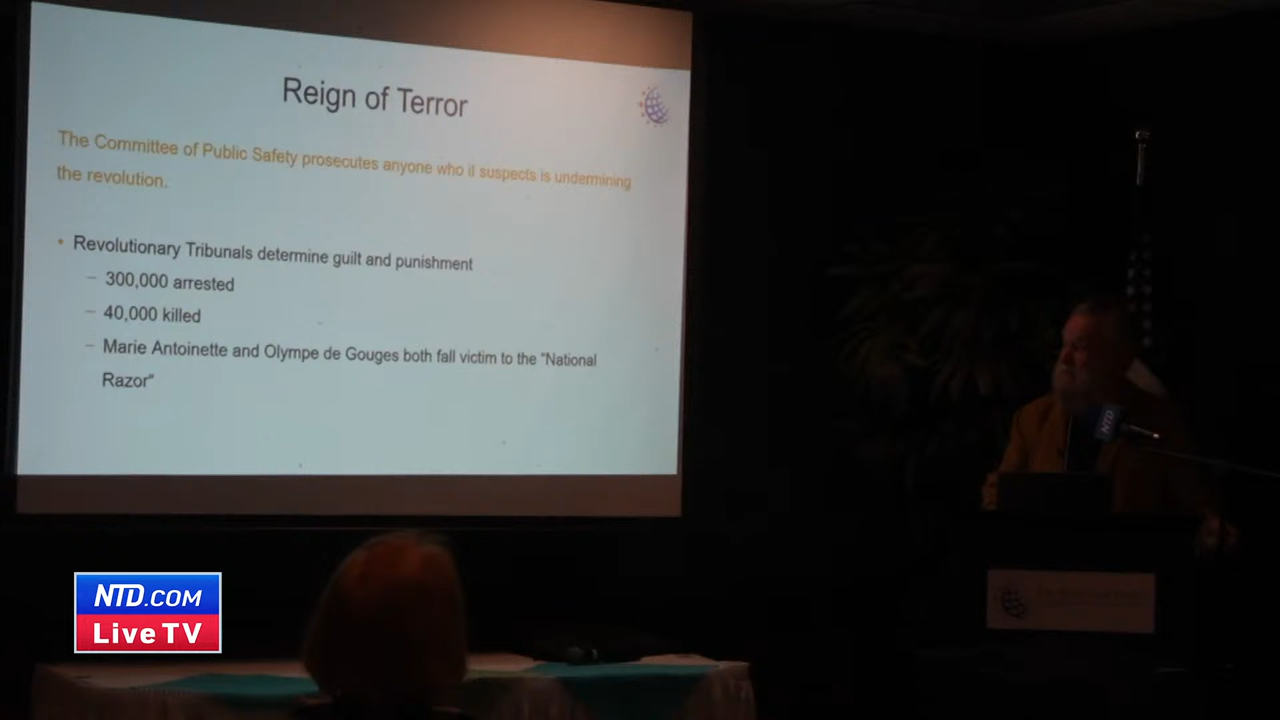 Reign of Terror
The Committee of Public Safety prosecutes anyone who it suspects is undermining
the revolution.
• Revolutionary Tribunals determine guilt and punishment
– 300,000 arrested
– 40,000 killed
– Marie Antoinette and Olympe de Gouges both fall victim to the "National
Razor"
NTD
NTD.COM
Live TV